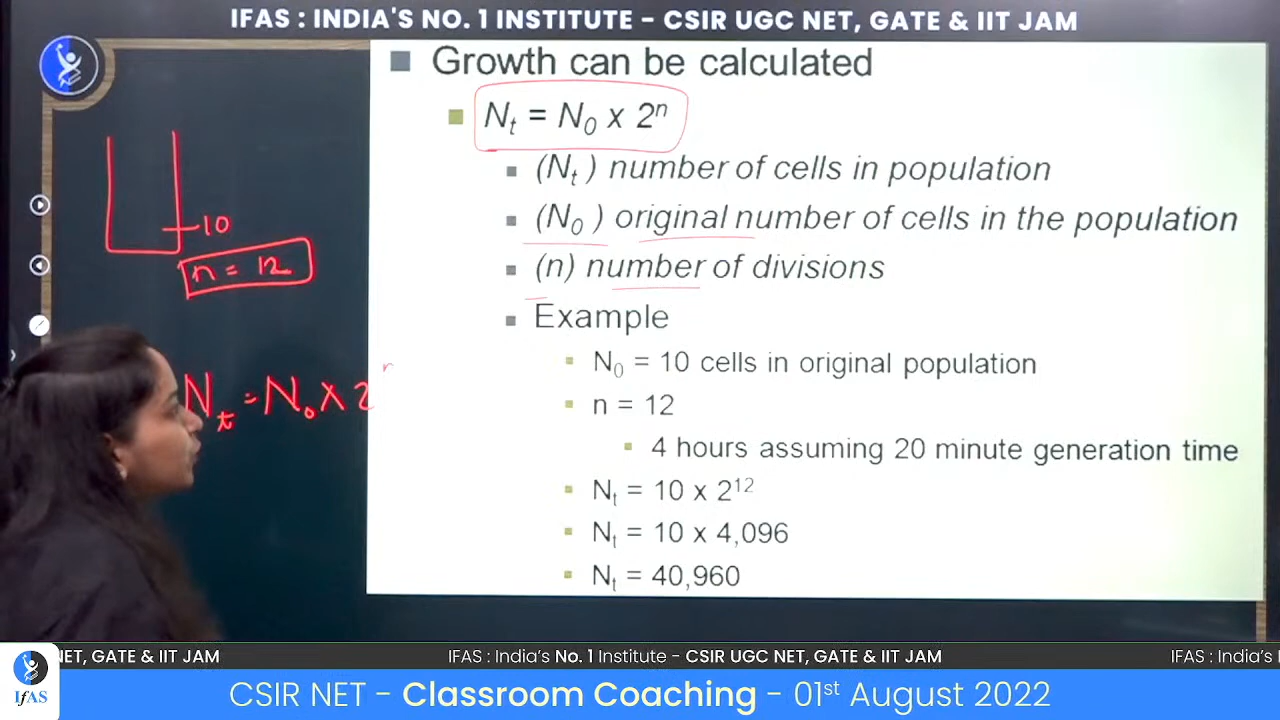 IFAS : INDIA'S NO. 1 INSTITUTE - CSIR UGC NET, GATE & IIT JAM
Growth can be calculated
Nt = N0 x 2ⁿ
(Nt ) number of cells in population
(N0 ) original number of cells in the population
(n) number of divisions
Example
N0 = 10 cells in original population
n = 12
4 hours assuming 20 minute generation time
Nt = 10 x 2¹²
Nt = 10 x 4,096
Nt = 40,960
10
n = 12
Nt = No X 2 n
NET, GATE & IIT JAM
IFAS : India's No. 1 Institute - CSIR UGC NET, GATE & IIT JAM
IFAS : India's
IfAS
CSIR NET - Classroom Coaching - 01st August 2022